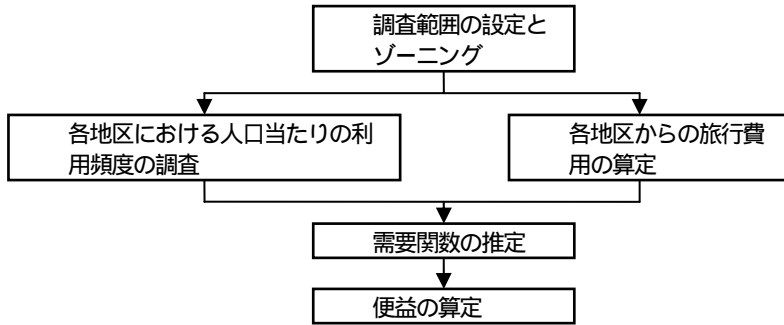 調査範囲の設定と
ゾーニング
各地区における人口当たりの利
用頻度の調査
各地区からの旅行費
用の算定
需要関数の推定
便益の算定